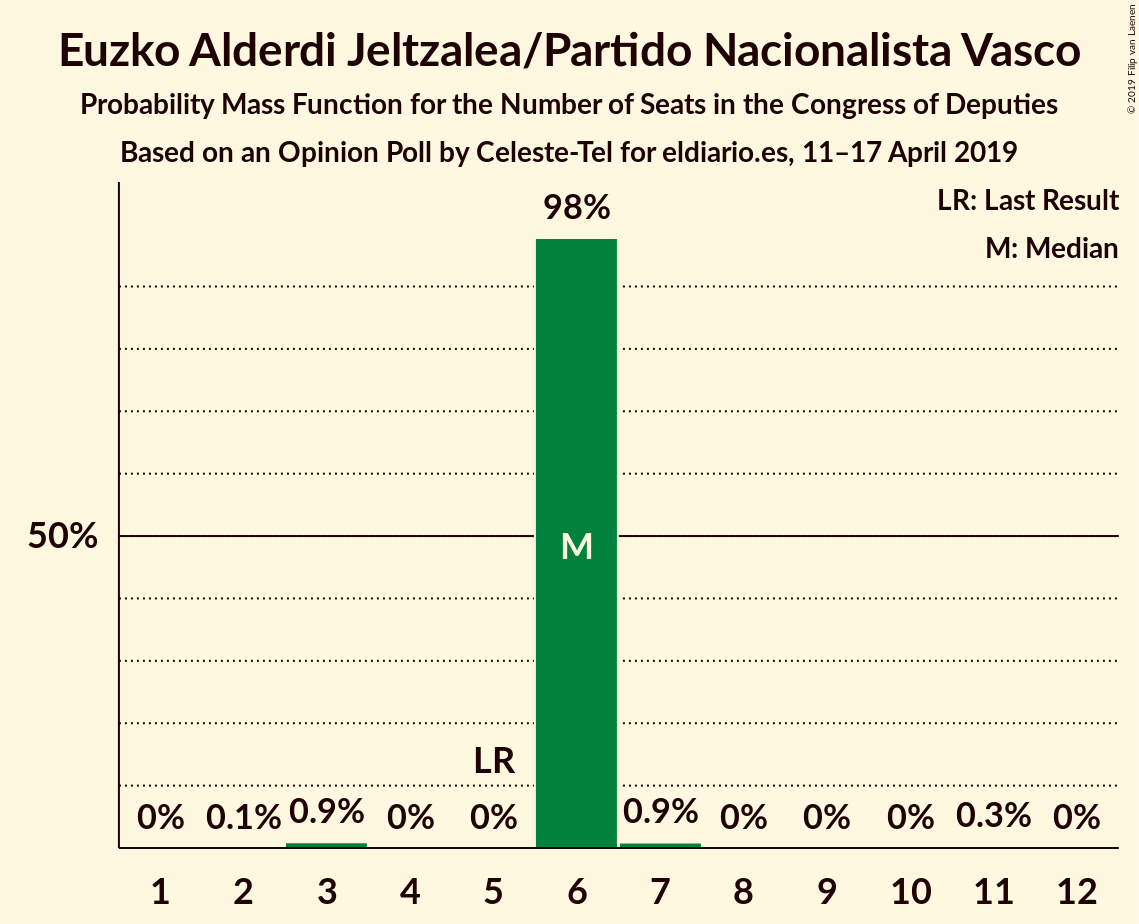 Euzko Alderdi Jeltzalea/Partido Nacionalista Vasco
Probability Mass Function for the Number of Seats in the Congress of Deputies
Based on an Opinion Poll by Celeste-Tel for eldiario.es, 11–17 April 2019
© 2019 Filip van Laenen
LR: Last Result
M: Median
98%
50%
M
LR
0% 0.1% 0.9% 0% 0% 0.9% 0% 0% 0% 0.3% 0%
1 2 3 4 5 6 7 8 9 10 11 12